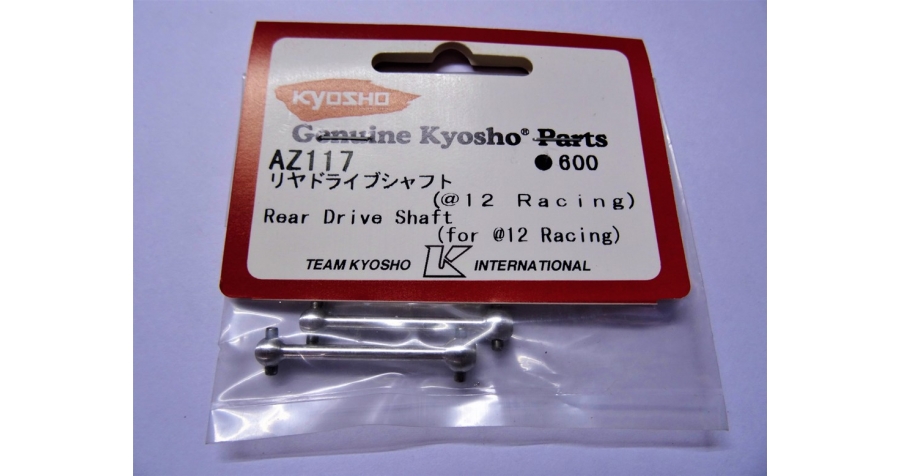 KYOSHO
Genuine Kyosho® Parts
AZ117 ●600
リヤドライブシャフト
(@12 Racing)
Rear Drive Shaft
(for @12 Racing)
TEAM KYOSHO K INTERNATIONAL